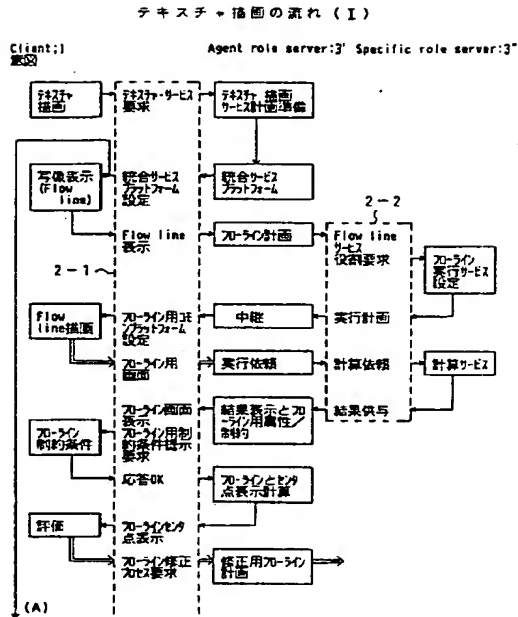 テキスチャ描画の流れ (Ⅰ)
Client;1
意図
Agent role server:3' Specific role server:3"
テキスチャ
描画
テキスチャ・サービス
要求
テキスチャ 描画
サービス計画準備
写像表示
(Flow
line)
統合サービス
プラットフォーム
設定
統合サービス
プラットフォーム
2-2
Flow line
表示
フローライン計画
Flow line
サービス
役割要求
フローライン
実行サービス
設定
2-1
Flow
line描画
フローライン用コモ
ンプラットフォーム
設定
中継
実行計画
フローライン用
画面
実行依頼
計算依頼
計算サービス
フローライン画面
表示
結果表示とフロ
ーライン用属性/
制約
結果供与
フローライン
制約条件
フローライン用制
約条件提示
要求
応答OK
フローラインとセンタ
点表示計算
評価
フローラインセンタ
点表示
フローライン修正
プロセス要求
修正用フローライン
計画
(A)